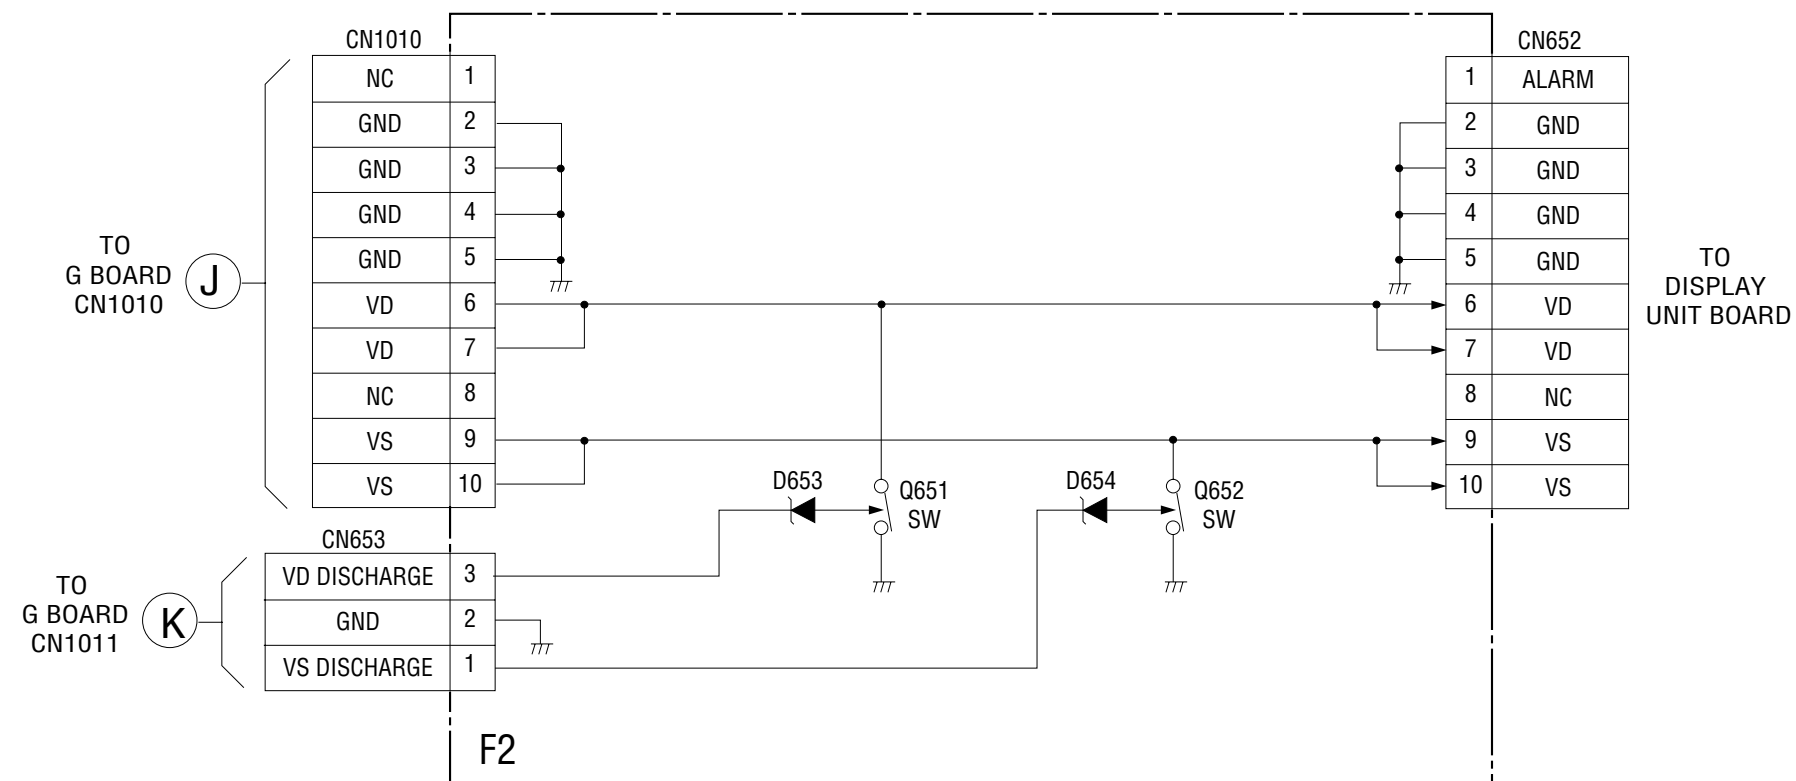 CN1010
NC 1
GND 2
GND 3
GND 4
GND 5
VD 6
VD 7
NC 8
VS 9
VS 10
TO
G BOARD
CN1010
J
CN653
VD DISCHARGE 3
GND 2
VS DISCHARGE 1
TO
G BOARD
CN1011
K
D653
Q651
SW
D654
Q652
SW
CN652
1 ALARM
2 GND
3 GND
4 GND
5 GND
6 VD
7 VD
8 NC
9 VS
10 VS
TO
DISPLAY
UNIT BOARD
F2